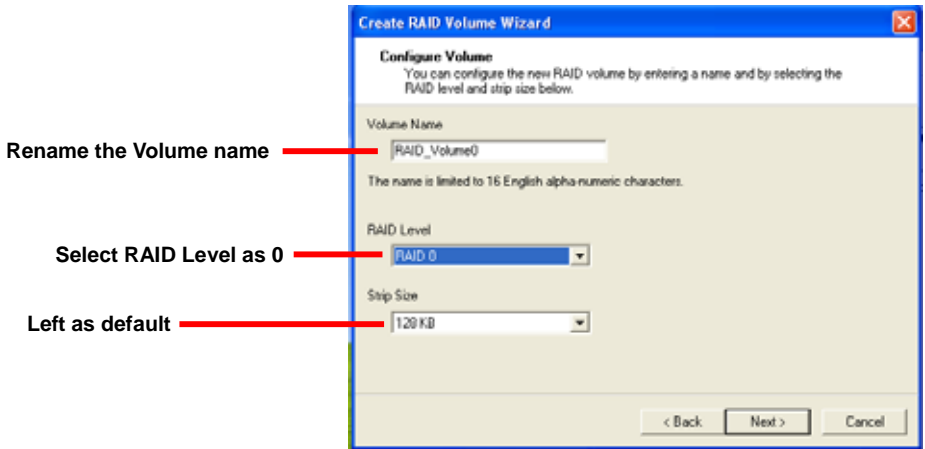 Create RAID Volume Wizard
Configure Volume
You can configure the new RAID volume by entering a name and by selecting the
RAID level and strip size below.
Volume Name
Rename the Volume name
RAID_Volume0
The name is limited to 16 English alpha-numeric characters.
RAID Level
Select RAID Level as 0
RAID 0
Strip Size
Left as default
128 KB
< Back
Next >
Cancel